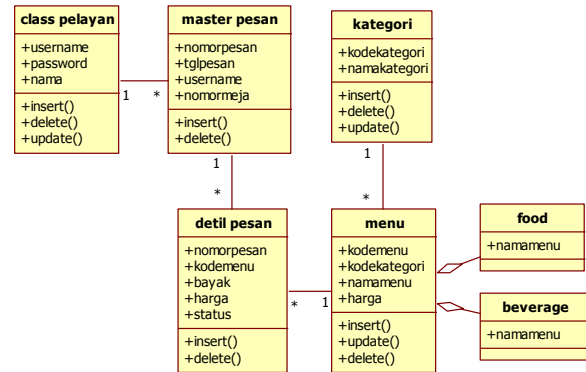 class pelayan
+username
+password
+nama
+insert()
+delete()
+update()
1
*
master pesan
+nomorpesan
+tglpesan
+username
+nomormeja
+insert()
+delete()
1
*
kategori
+kodekategori
+namakategori
+insert()
+delete()
+update()
1
*
detil pesan
+nomorpesan
+kodemenu
+bayak
+harga
+status
+insert()
+delete()
*
1
menu
+kodemenu
+kodekategori
+namamenu
+harga
+insert()
+update()
+delete()
food
+namamenu
beverage
+namamenu